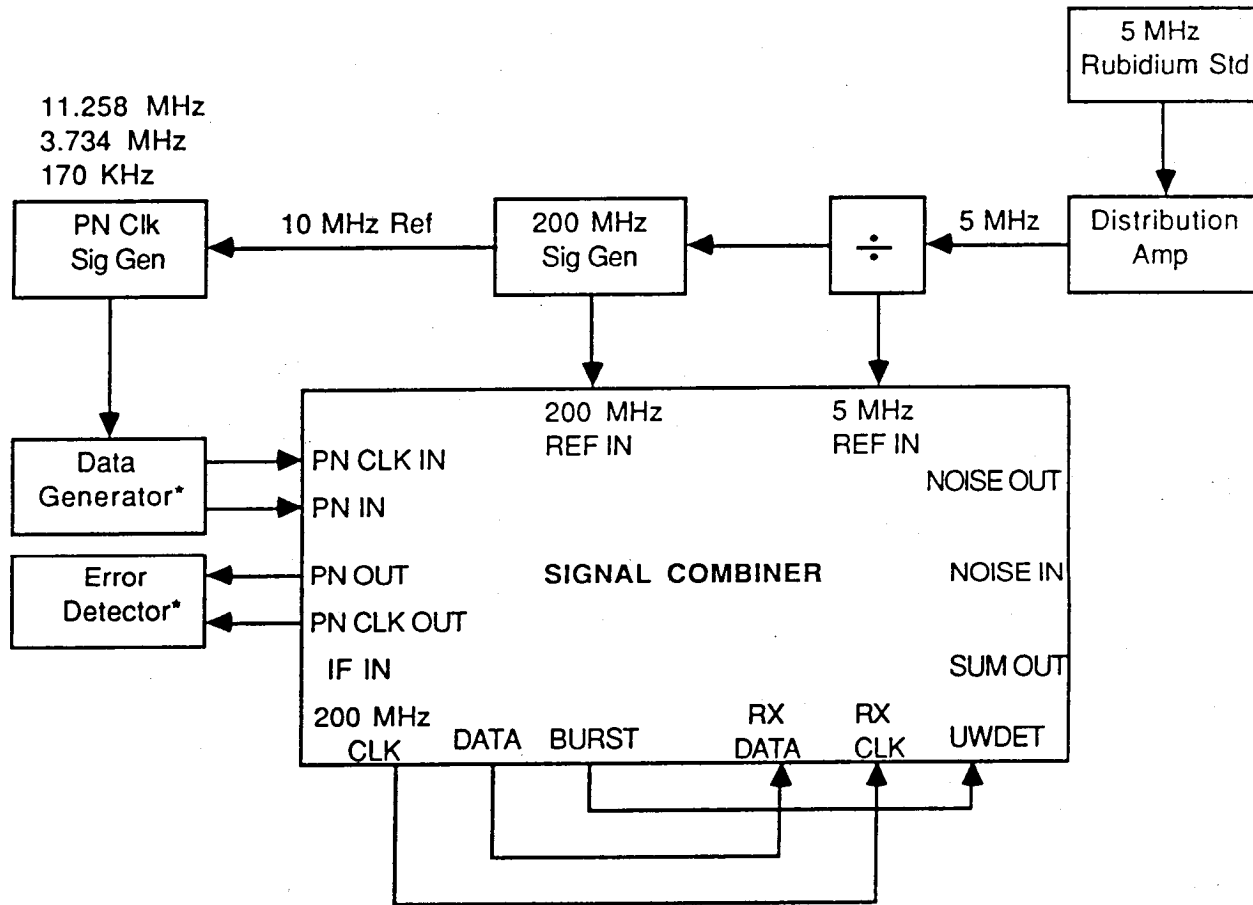 5 MHz
Rubidium Std
11.258 MHz
3.734 MHz
170 KHz
PN Clk
Sig Gen
10 MHz Ref
200 MHz
Sig Gen
÷
5 MHz
Distribution
Amp
200 MHz
REF IN
5 MHz
REF IN
Data
Generator*
PN CLK IN
PN IN
NOISE OUT
Error
Detector*
PN OUT
PN CLK OUT
SIGNAL COMBINER
NOISE IN
IF IN
SUM OUT
200 MHz
CLK
DATA
BURST
RX
DATA
RX
CLK
UWDET